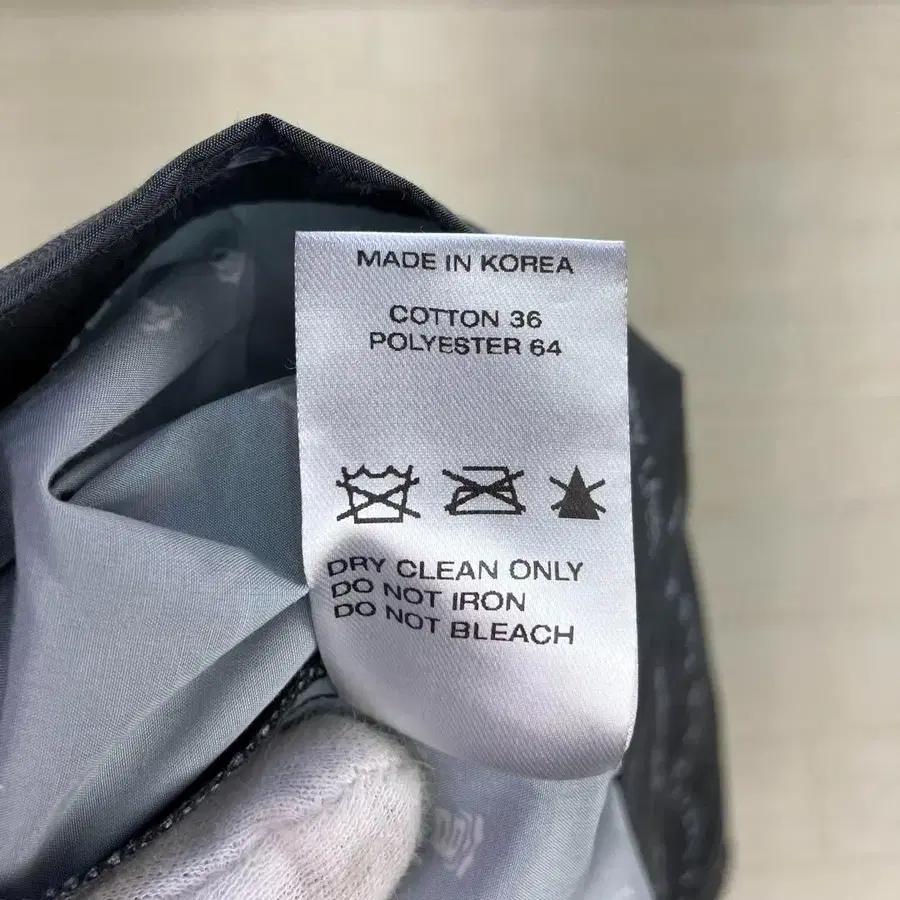 MADE IN KOREA
COTTON 36
POLYESTER 64
DRY CLEAN ONLY
DO NOT IRON
DO NOT BLEACH